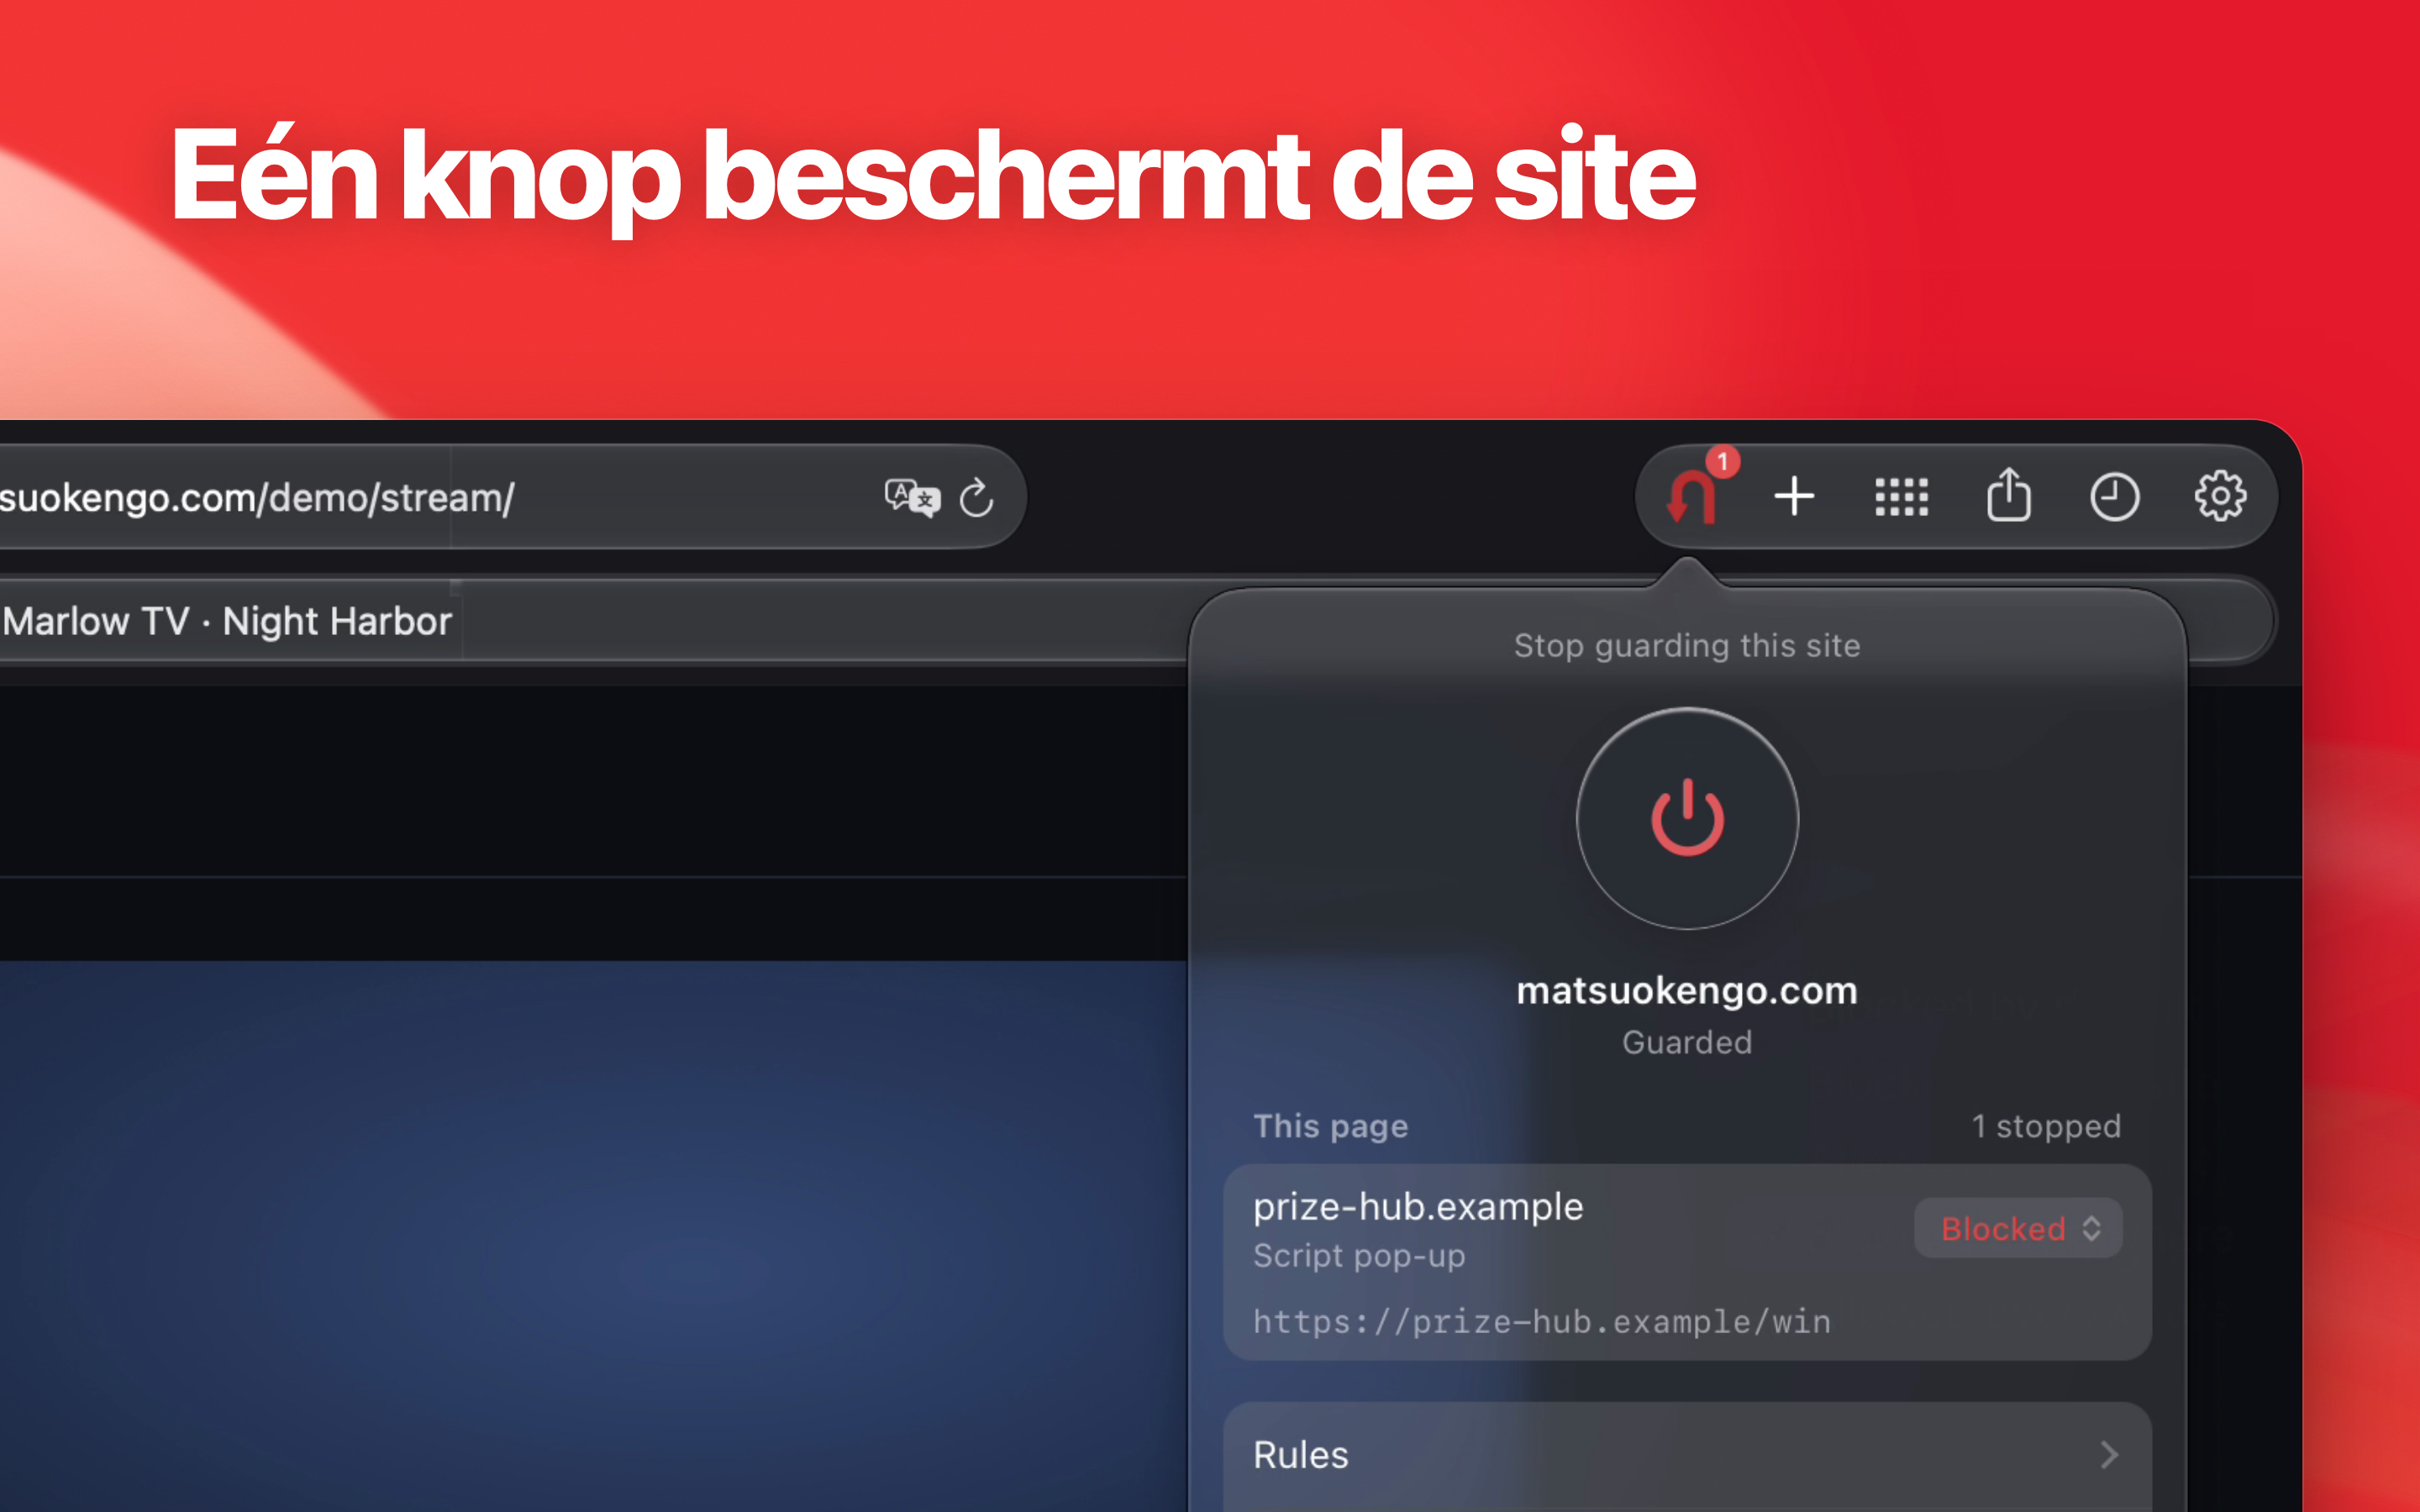 Eén knop beschermt de site
suokengo.com/demo/stream/
1
Marlow TV · Night Harbor
Stop guarding this site
matsuokengo.com
Guarded
This page
1 stopped
prize-hub.example
Blocked
Script pop-up
https://prize-hub.example/win
Rules